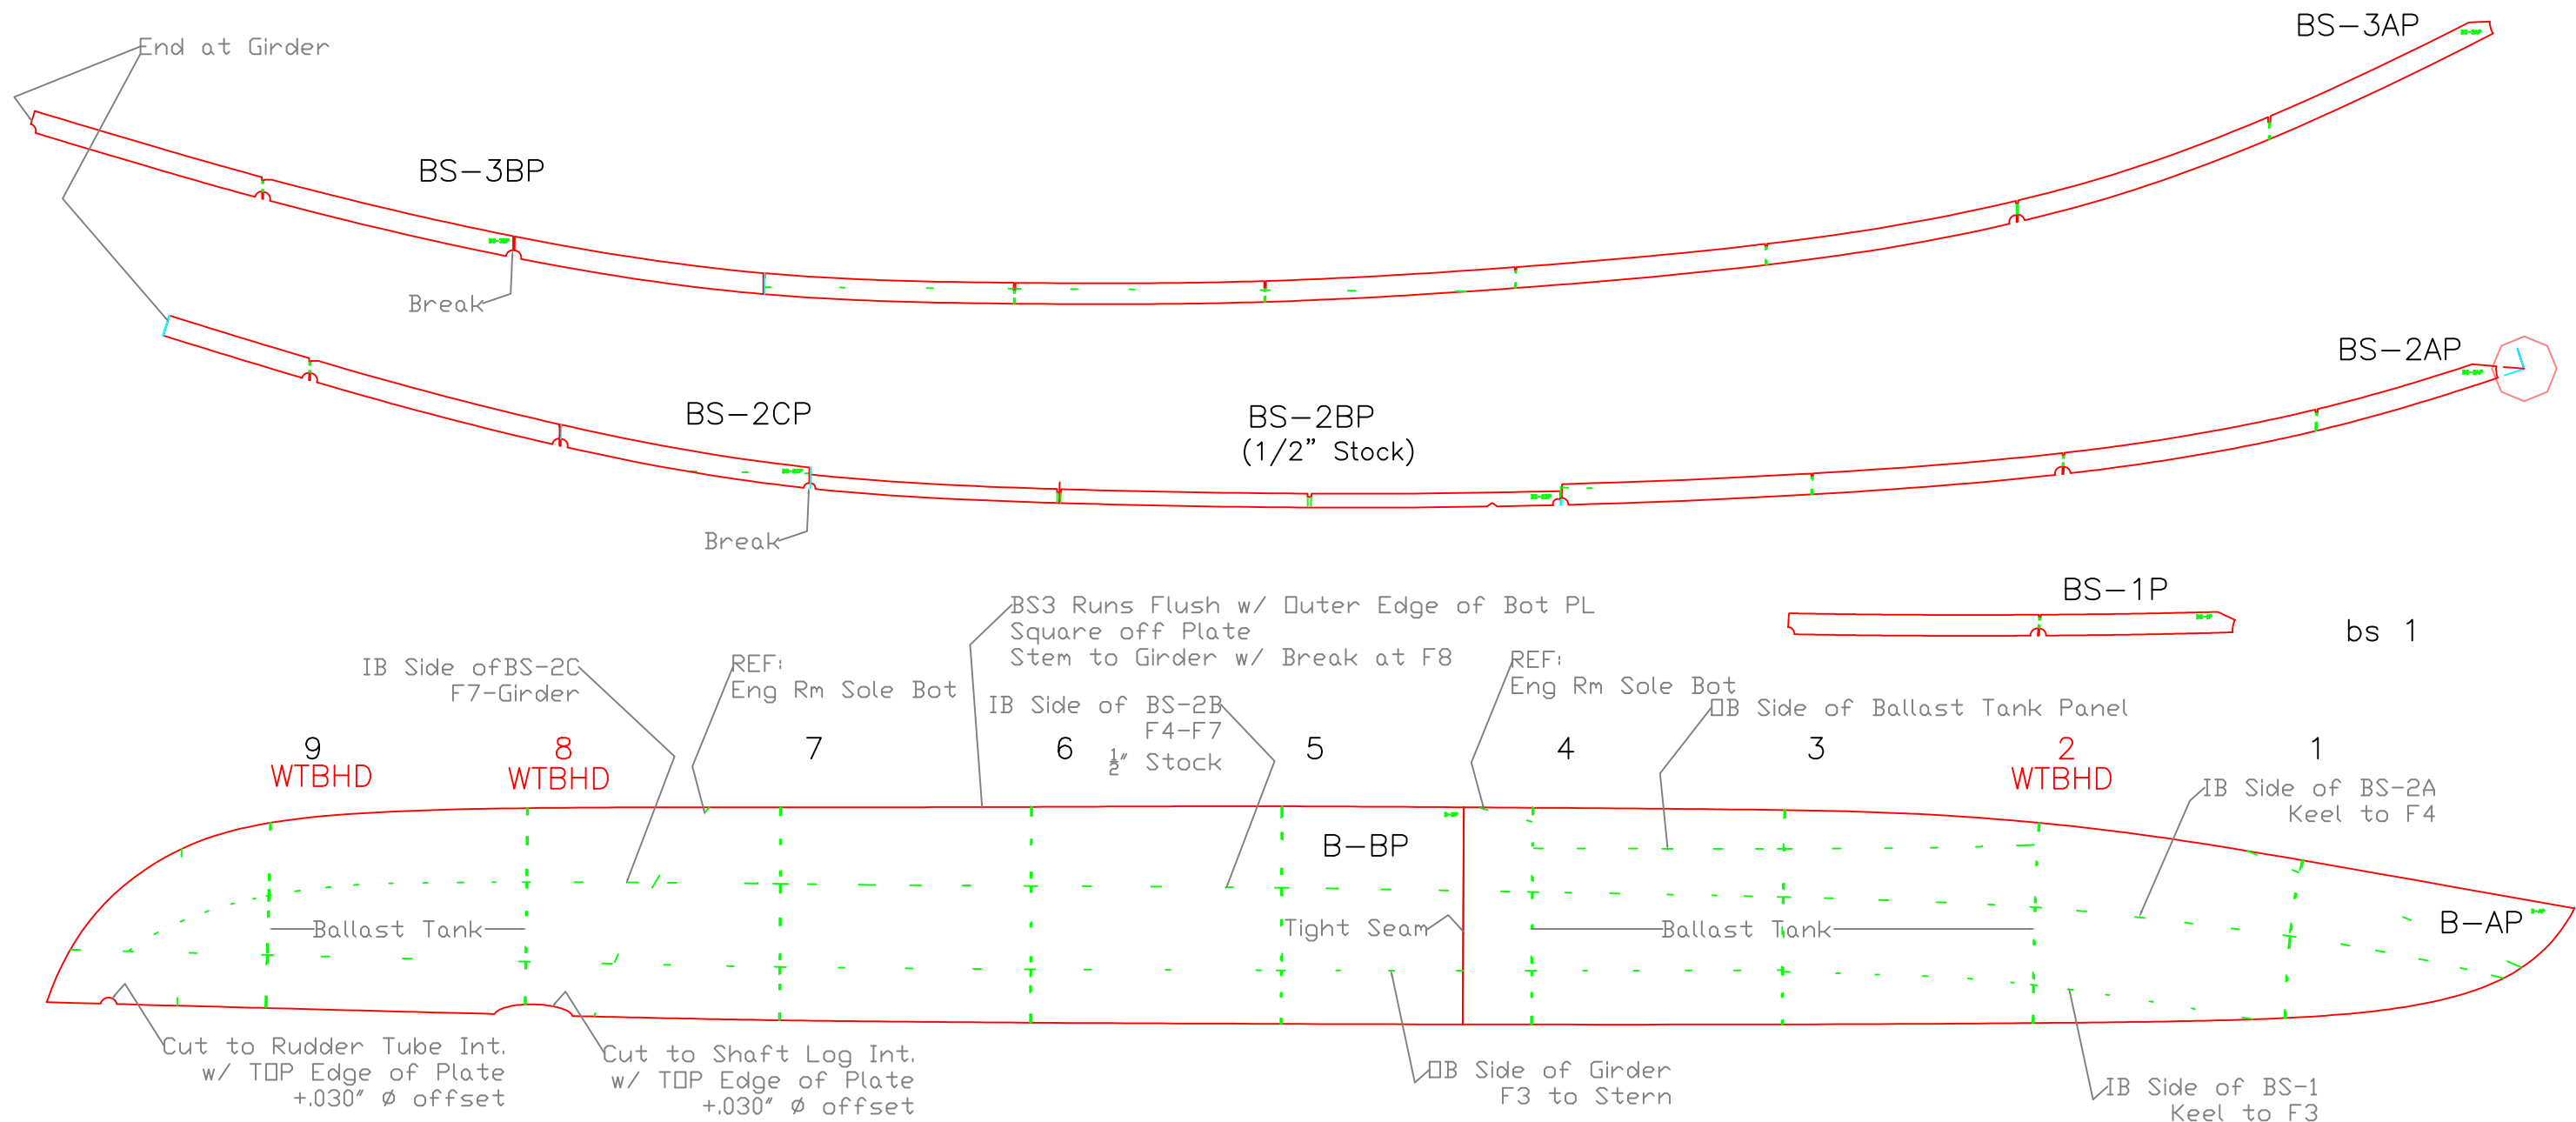 BS-3AP
End at Girder
BS-3BP
Break
BS-2AP
BS-2CP
BS-2BP
(1/2" Stock)
Break
BS-1P
bs 1
BS3 Runs Flush w/ Outer Edge of Bot PL
Square off Plate
Stem to Girder w/ Break at F8
IB Side ofBS-2C
F7-Girder
REF:
Eng Rm Sole Bot
IB Side of BS-2B
F4-F7
½" Stock
REF:
Eng Rm Sole Bot
OB Side of Ballast Tank Panel
9
WTBHD
8
WTBHD
7
6
5
4
3
2
WTBHD
1
IB Side of BS-2A
Keel to F4
B-BP
B-AP
Ballast Tank
Tight Seam
Ballast Tank
Cut to Rudder Tube Int.
w/ TOP Edge of Plate
+.030" Ø offset
Cut to Shaft Log Int.
w/ TOP Edge of Plate
+.030" Ø offset
OB Side of Girder
F3 to Stern
IB Side of BS-1
Keel to F3